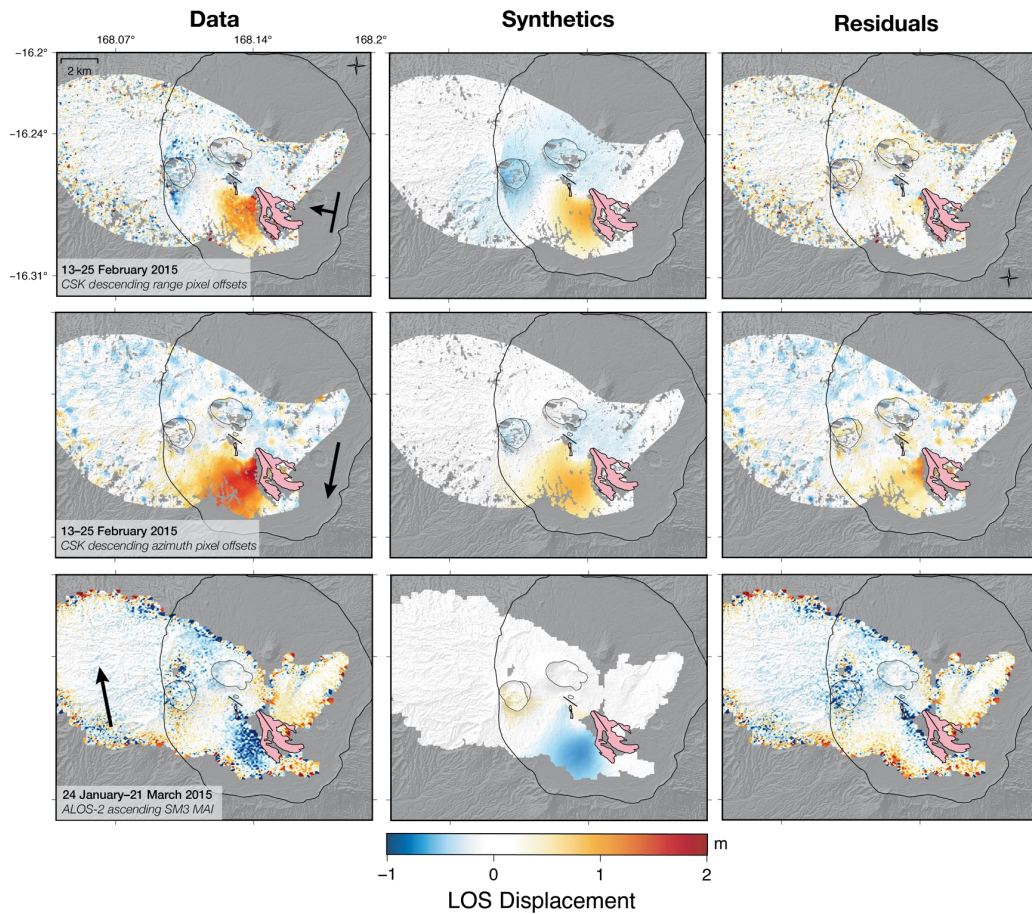 Data
Synthetics
Residuals
168.07°
168.14°
168.2°
−16.2°
2 km
−16.24°
−16.31°
13–25 February 2015
CSK descending range pixel offsets
13–25 February 2015
CSK descending azimuth pixel offsets
24 January–21 March 2015
ALOS-2 ascending SM3 MAI
m
−1
0
1
2
LOS Displacement